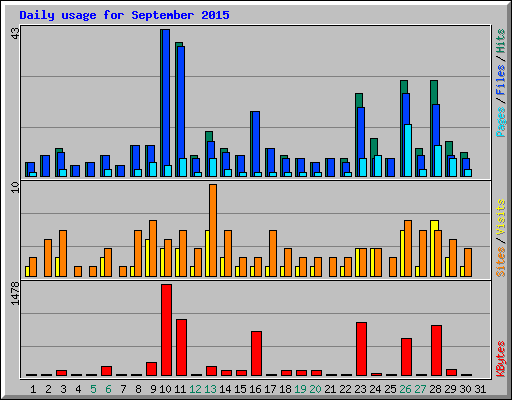 Daily usage for September 2015
43
Pages / Files / Hits
10
Sites / Visits
1478
KBytes
1 2 3 4 5 6 7 8 9 10 11 12 13 14 15 16 17 18 19 20 21 22 23 24 25 26 27 28 29 30 31